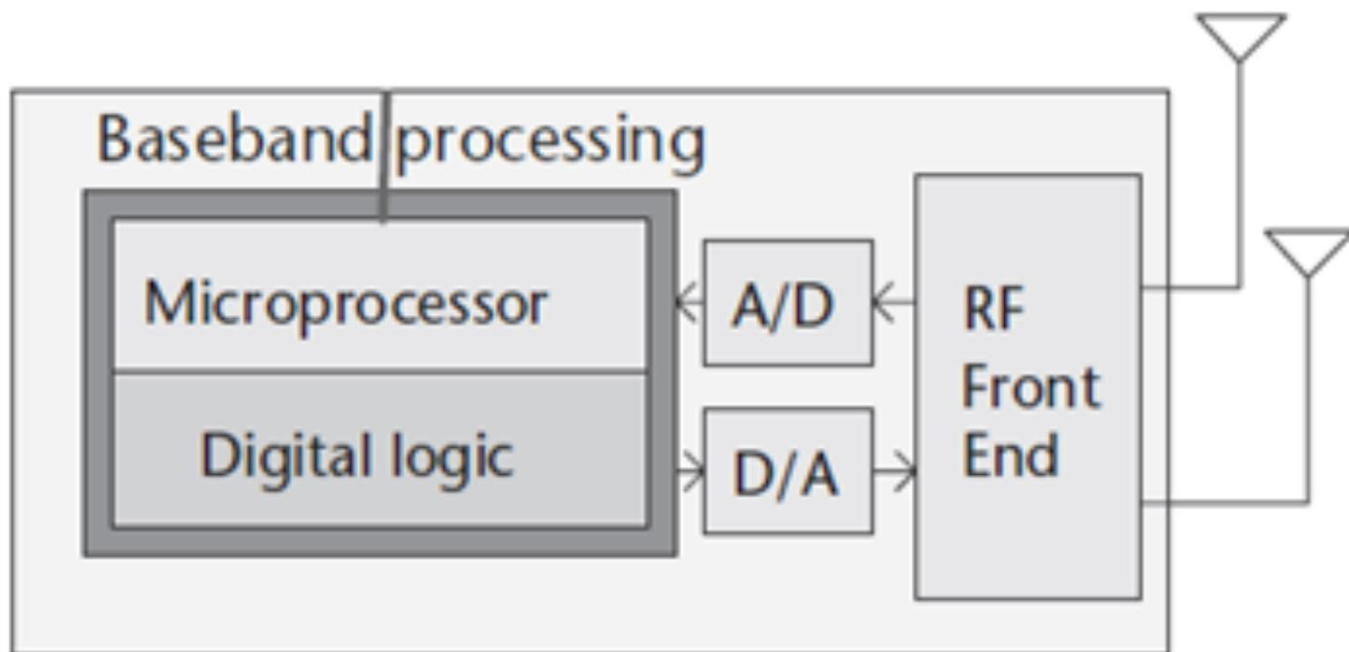 Baseband processing
Microprocessor
Digital logic
A/D
D/A
RF
Front
End